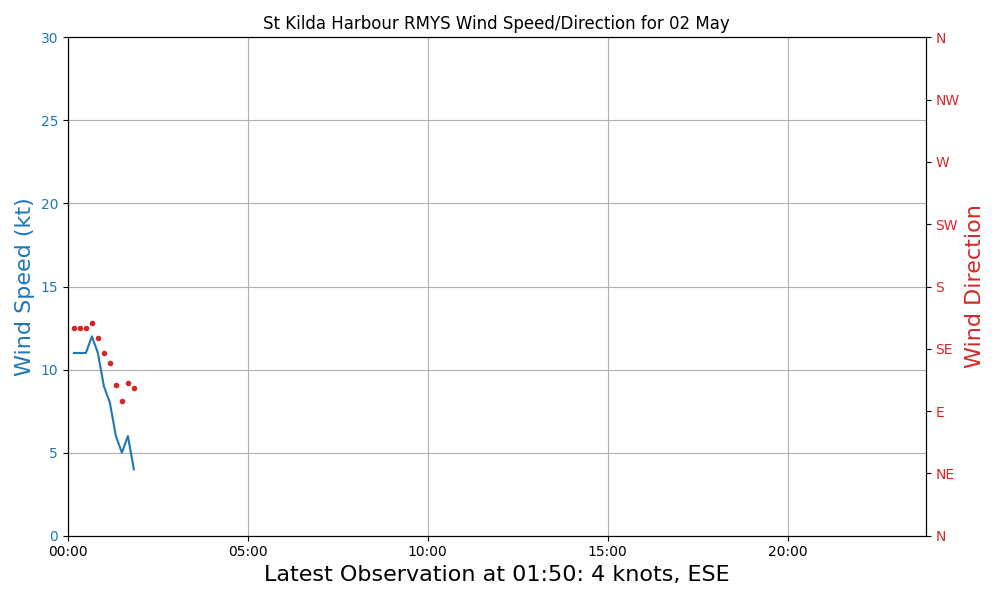 St Kilda Harbour RMYS Wind Speed/Direction for 02 May
30
25
20
15
10
5
0
Wind Speed (kt)
N
NW
W
SW
S
SE
E
NE
N
Wind Direction
00:00
05:00
10:00
15:00
20:00
Latest Observation at 01:50: 4 knots, ESE